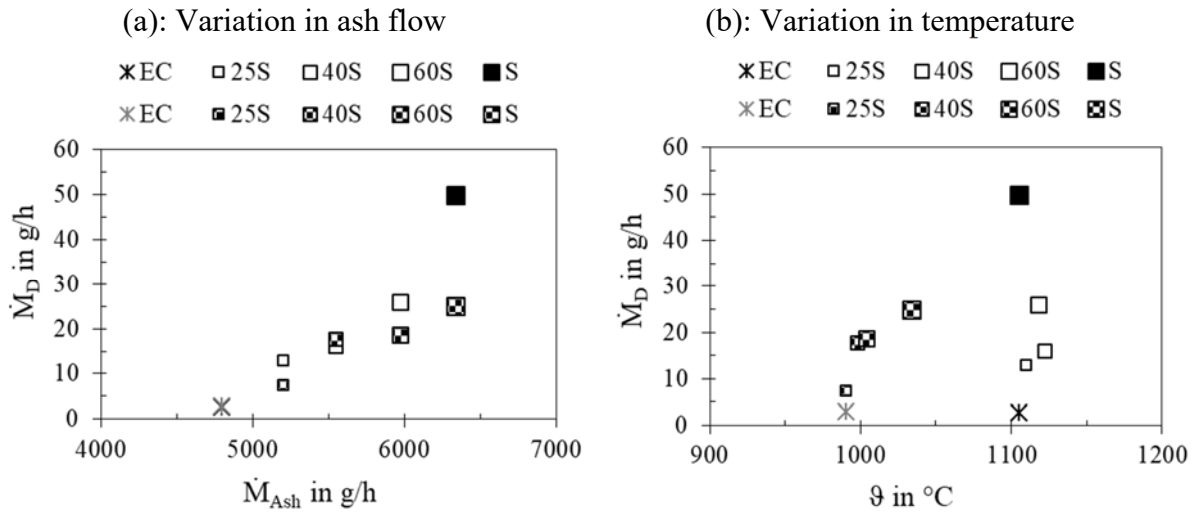 (a): Variation in ash flow
EC 25S 40S 60S S
EC 25S 40S 60S S
60
50
40
30
20
10
0
4000 5000 6000 7000
Ṁ_D in g/h
Ṁ_Ash in g/h
(b): Variation in temperature
EC 25S 40S 60S S
EC 25S 40S 60S S
60
50
40
30
20
10
0
900 1000 1100 1200
Ṁ_D in g/h
ϑ in °C